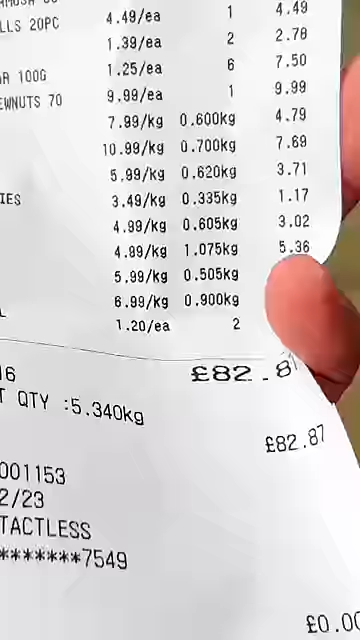 4.49/ea 1 4.49
LLS 20PC 1.39/ea 2 2.78
AR 100G 1.25/ea 6 7.50
EWNUTS 70 9.99/ea 1 9.99
7.99/kg 0.600kg 4.79
10.99/kg 0.700kg 7.69
5.99/kg 0.620kg 3.71
IES 3.49/kg 0.335kg 1.17
4.99/kg 0.605kg 3.02
4.99/kg 1.075kg 5.36
5.99/kg 0.505kg
6.99/kg 0.900kg
L 1.20/ea 2
16 £82.8
T QTY :5.340kg
£82.87
001153
2/23
TACTLESS
*******7549
£0.00